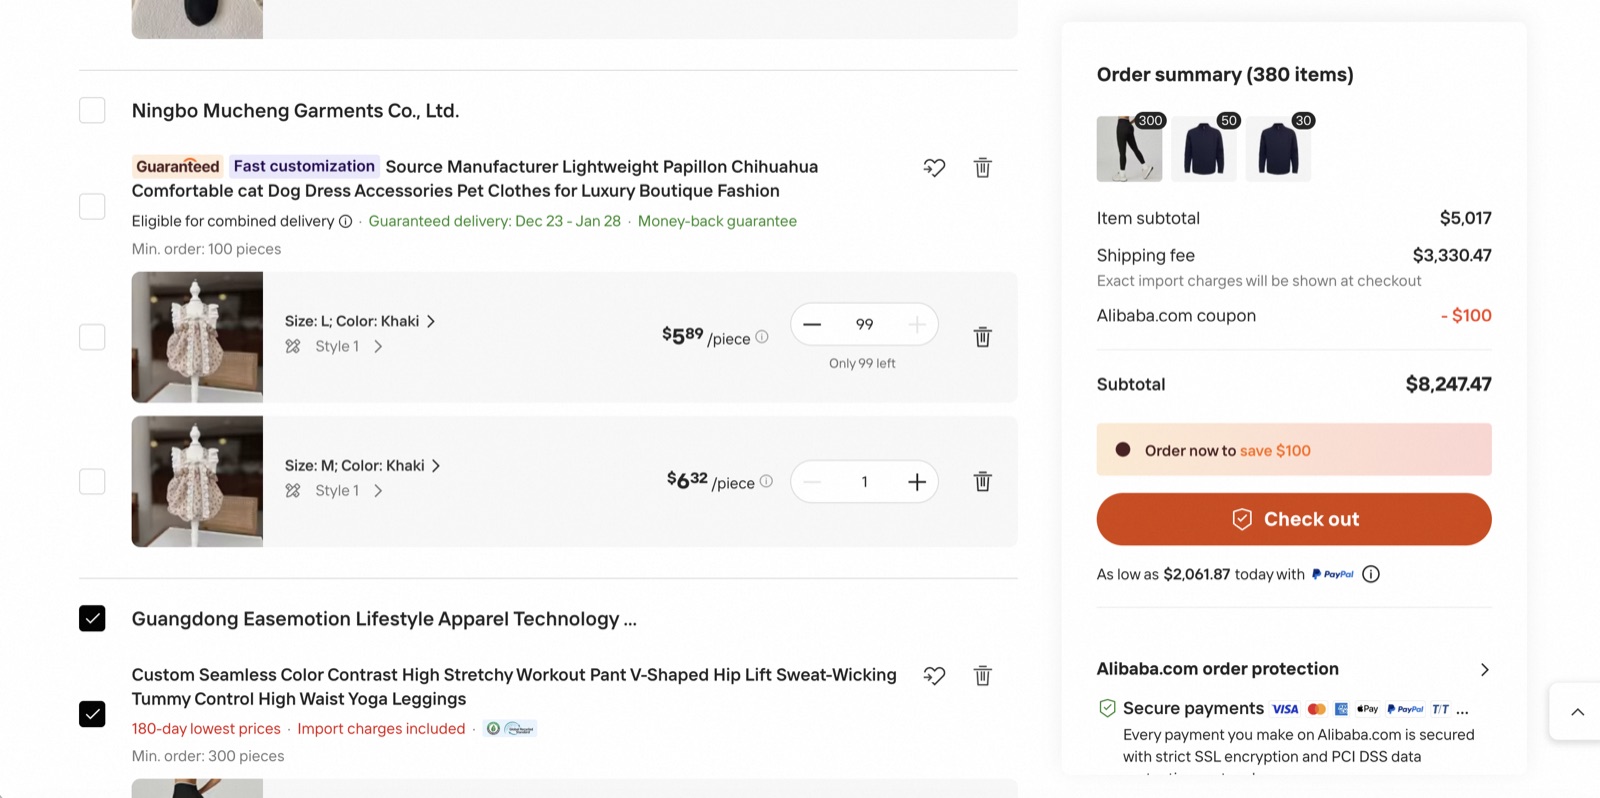 Ningbo Mucheng Garments Co., Ltd.
Guaranteed Fast customization Source Manufacturer Lightweight Papillon Chihuahua
Comfortable cat Dog Dress Accessories Pet Clothes for Luxury Boutique Fashion
Eligible for combined delivery · Guaranteed delivery: Dec 23 - Jan 28 · Money-back guarantee
Min. order: 100 pieces
Size: L; Color: Khaki
Style 1
$5.89 /piece
99
Only 99 left
Size: M; Color: Khaki
Style 1
$6.32 /piece
1
Guangdong Easemotion Lifestyle Apparel Technology ...
Custom Seamless Color Contrast High Stretchy Workout Pant V-Shaped Hip Lift Sweat-Wicking
Tummy Control High Waist Yoga Leggings
180-day lowest prices · Import charges included ·
Min. order: 300 pieces
Order summary (380 items)
300
50
30
Item subtotal $5,017
Shipping fee $3,330.47
Exact import charges will be shown at checkout
Alibaba.com coupon - $100
Subtotal $8,247.47
Order now to save $100
Check out
As low as $2,061.87 today with PayPal
Alibaba.com order protection
Secure payments VISA Pay PayPal T/T ...
Every payment you make on Alibaba.com is secured
with strict SSL encryption and PCI DSS data